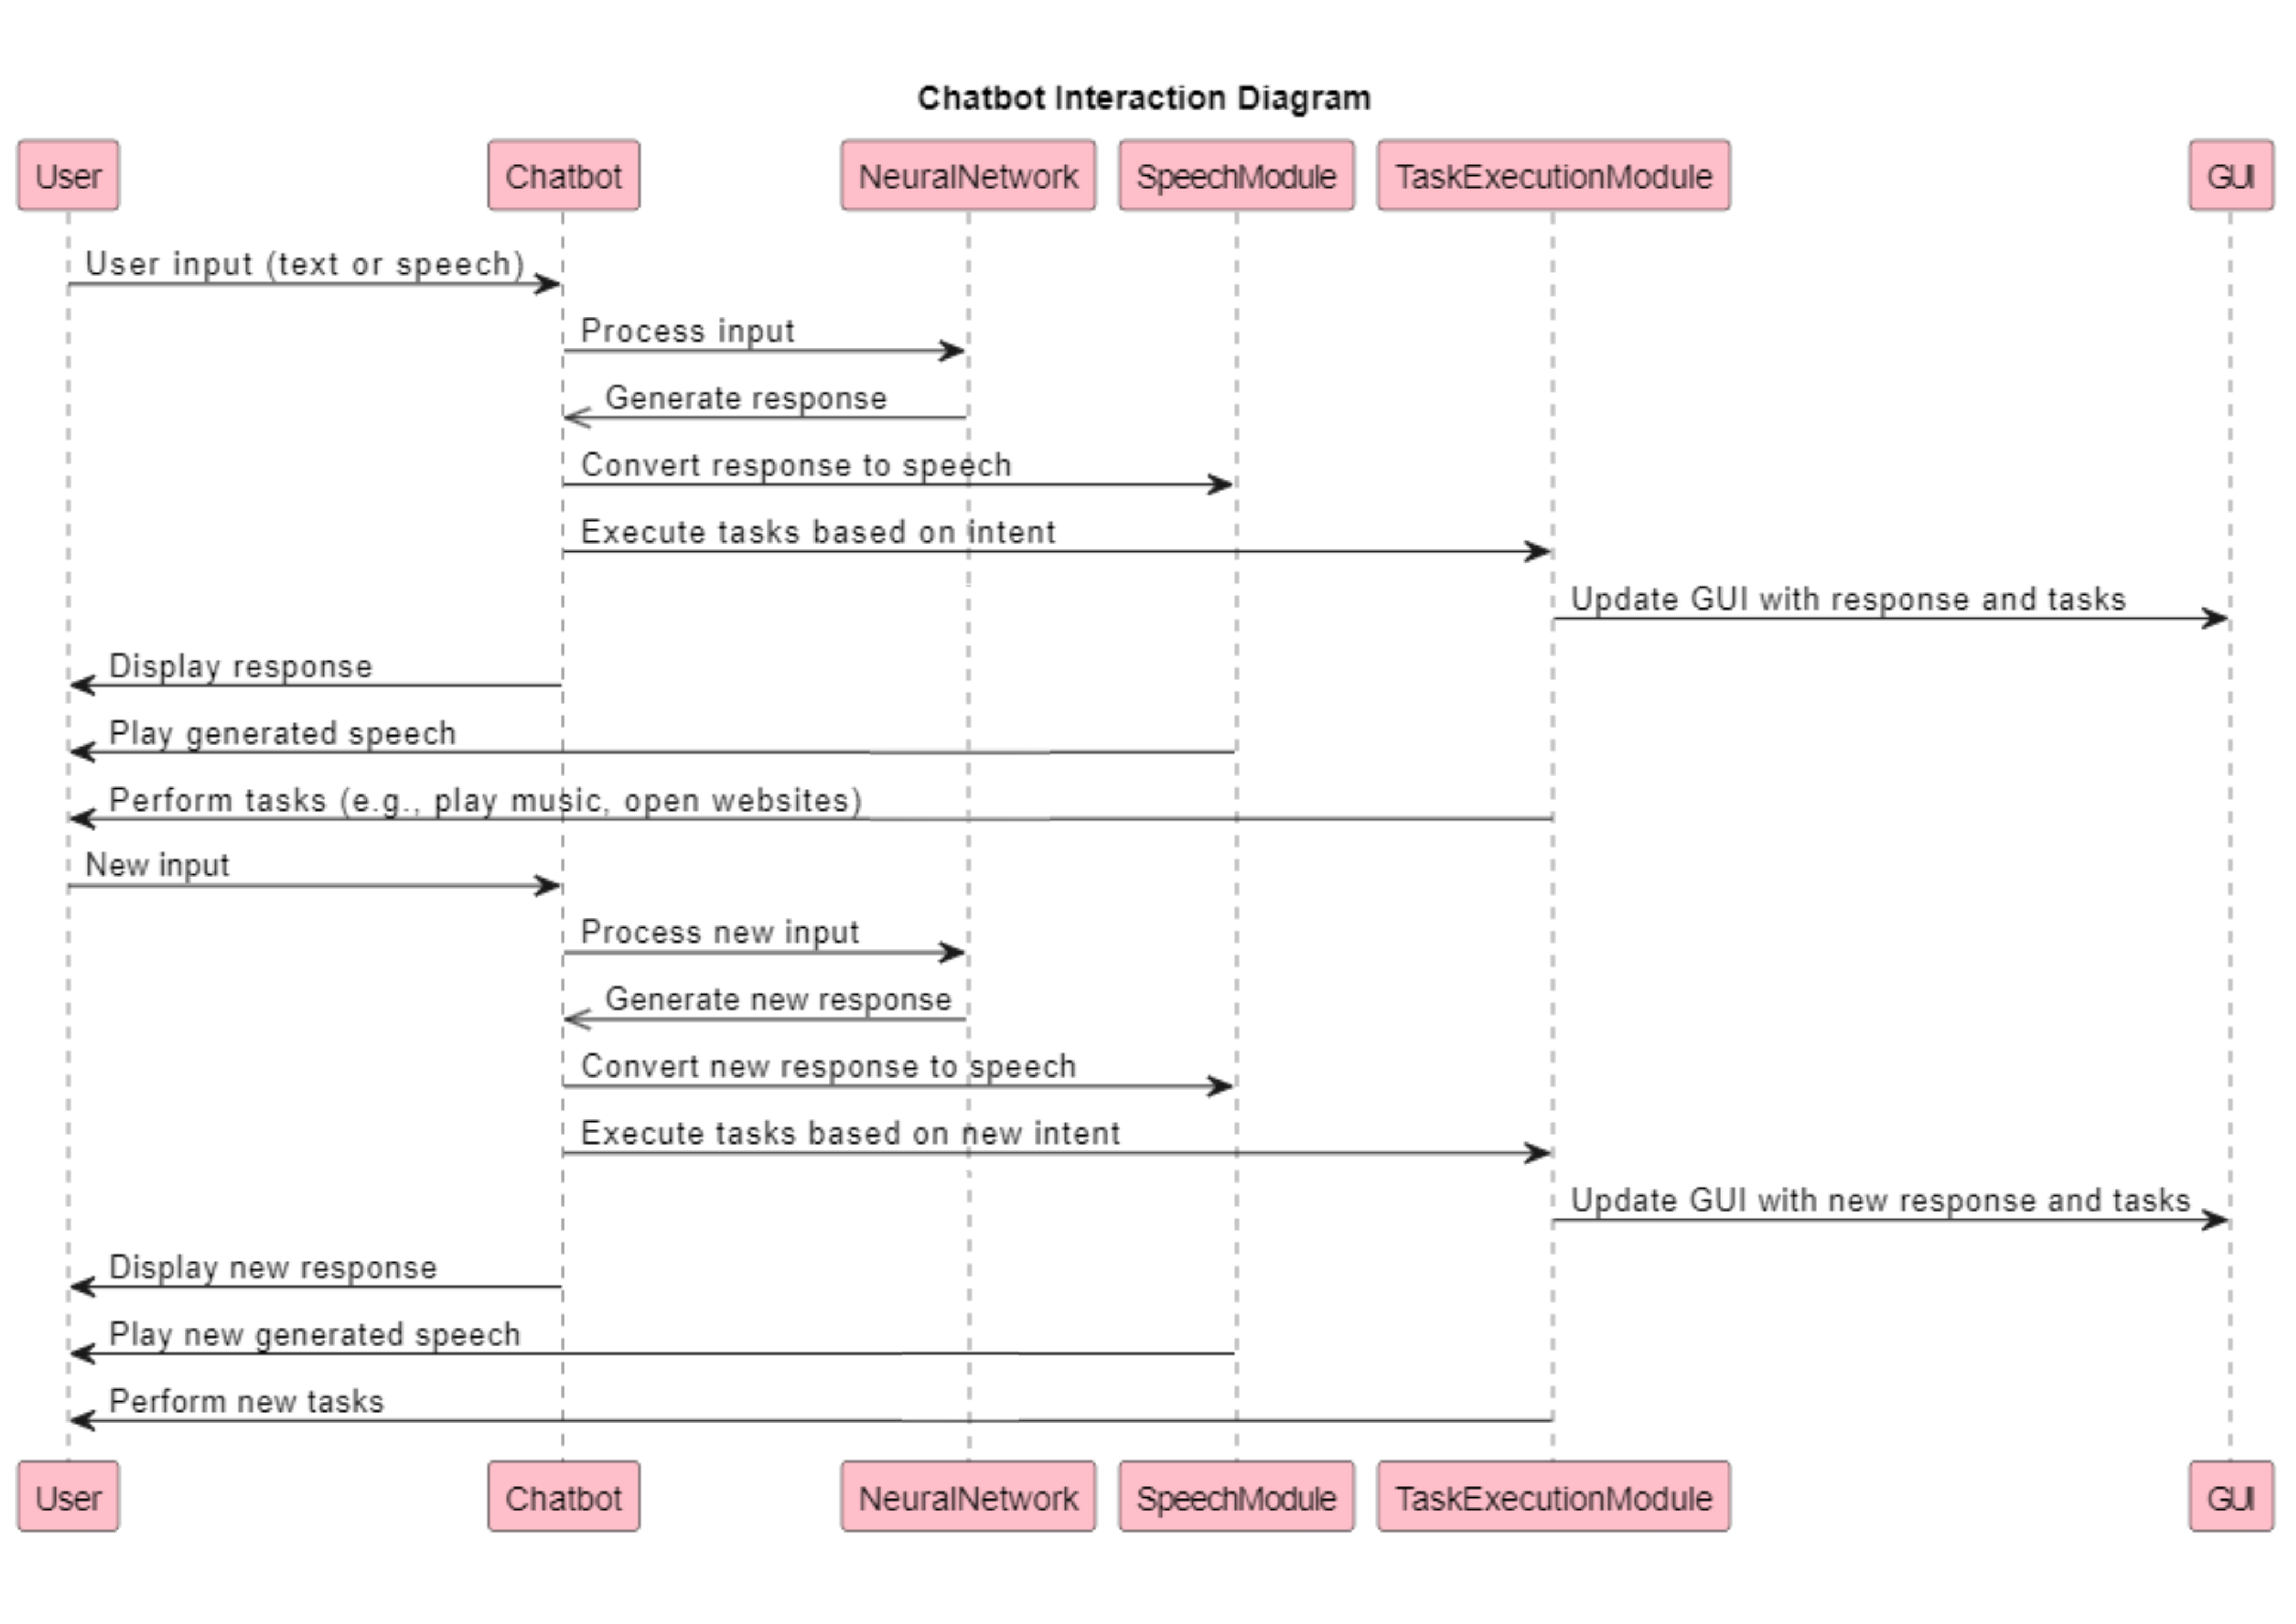 Chatbot Interaction Diagram
User Chatbot NeuralNetwork SpeechModule TaskExecutionModule GUI
User input (text or speech)
Process input
Generate response
Convert response to speech
Execute tasks based on intent
Update GUI with response and tasks
Display response
Play generated speech
Perform tasks (e.g., play music, open websites)
New input
Process new input
Generate new response
Convert new response to speech
Execute tasks based on new intent
Update GUI with new response and tasks
Display new response
Play new generated speech
Perform new tasks
User Chatbot NeuralNetwork SpeechModule TaskExecutionModule GUI